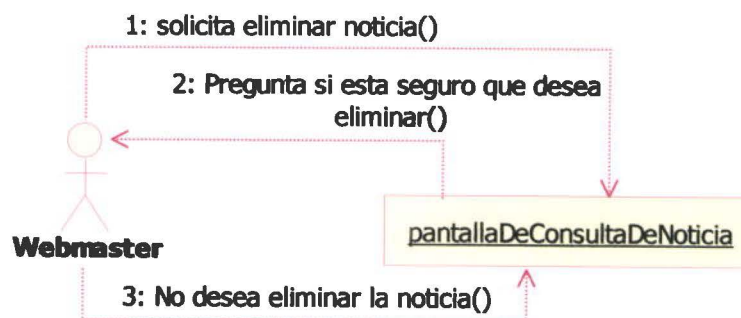 1: solicita eliminar noticia()
2: Pregunta si esta seguro que desea
eliminar()
pantallaDeConsultaDeNoticia
Webmaster
3: No desea eliminar la noticia()